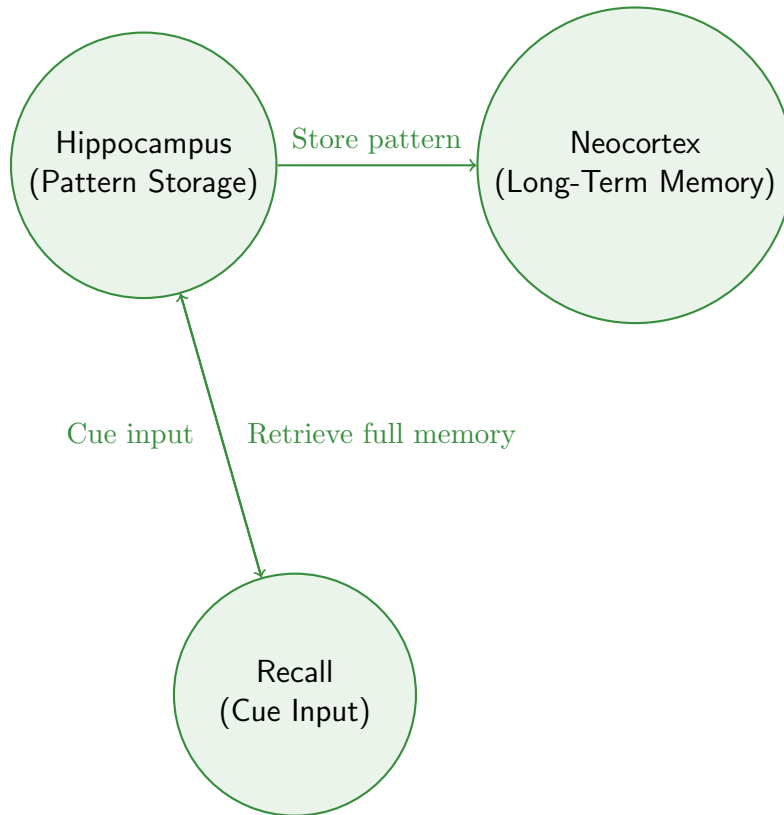 Hippocampus
(Pattern Storage)
Store pattern
Neocortex
(Long-Term Memory)
Cue input
Retrieve full memory
Recall
(Cue Input)